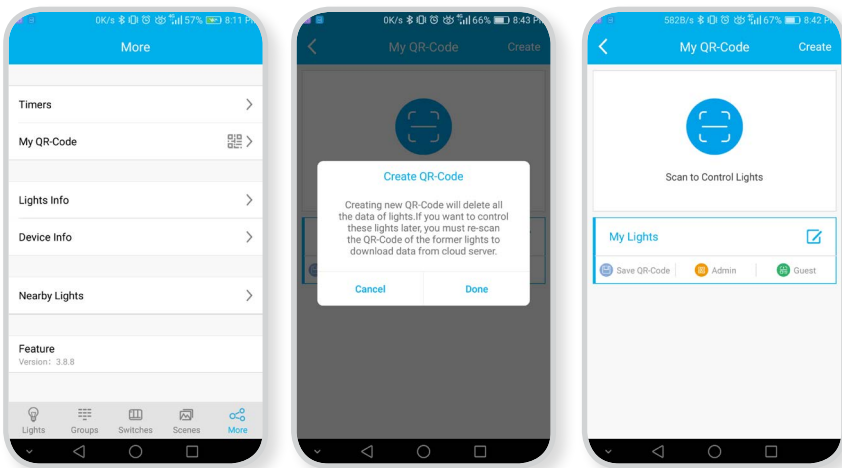 0K/s 57% 8:11 P
More
Timers
My QR-Code
Lights Info
Device Info
Nearby Lights
Feature
Version: 3.8.8
Lights Groups Switches Scenes More
0K/s 66% 8:43 P
My QR-Code Create
Create QR-Code
Creating new QR-Code will delete all
the data of lights.If you want to control
these lights later, you must re-scan
the QR-Code of the former lights to
download data from cloud server.
Cancel Done
582B/s 67% 8:42 P
My QR-Code Create
Scan to Control Lights
My Lights
Save QR-Code Admin Guest